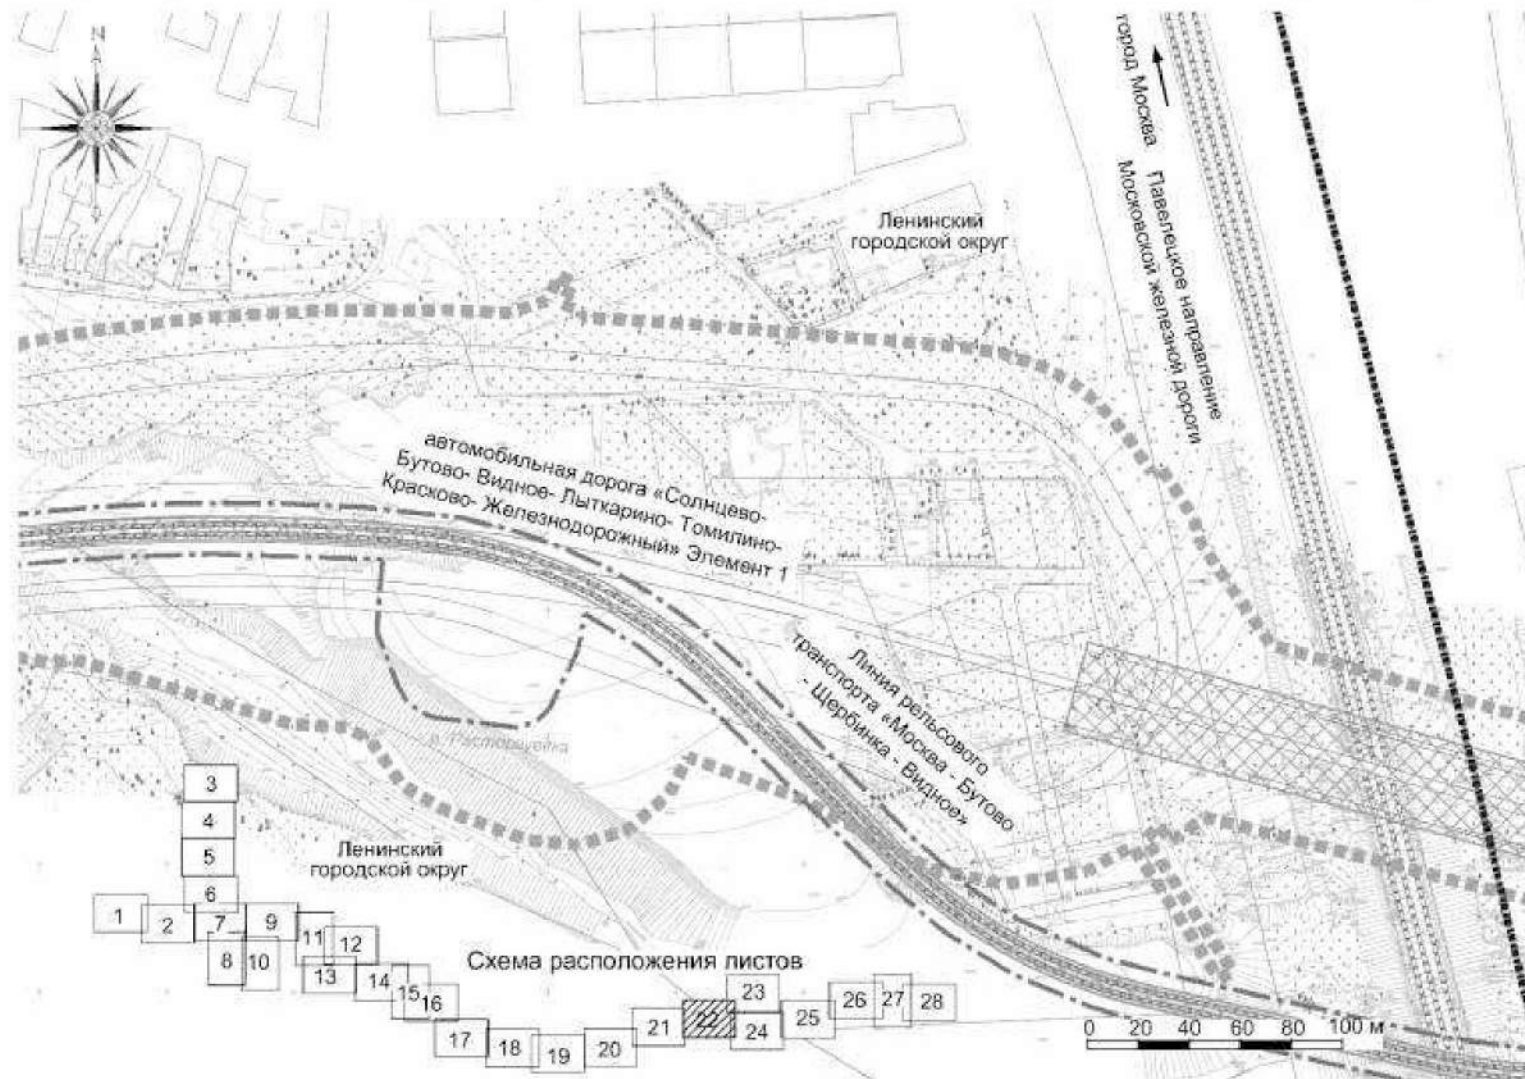 N
город Москва
Павелецкое направление
Московской железной дороги
Ленинский
городской округ
автомобильная дорога «Солнцево-
Бутово- Видное- Лыткарино- Томилино-
Красково- Железнодорожный» Элемент 1
Линия рельсового
транспорта «Москва - Бутово
- Щербинка - Видное»
р. Расторгуевка
Ленинский
городской округ
Схема расположения листов
1
2
3
4
5
6
7
8
9
10
11
12
13
14
15
16
17
18
19
20
21
22
23
24
25
26
27
28
0 20 40 60 80 100 м